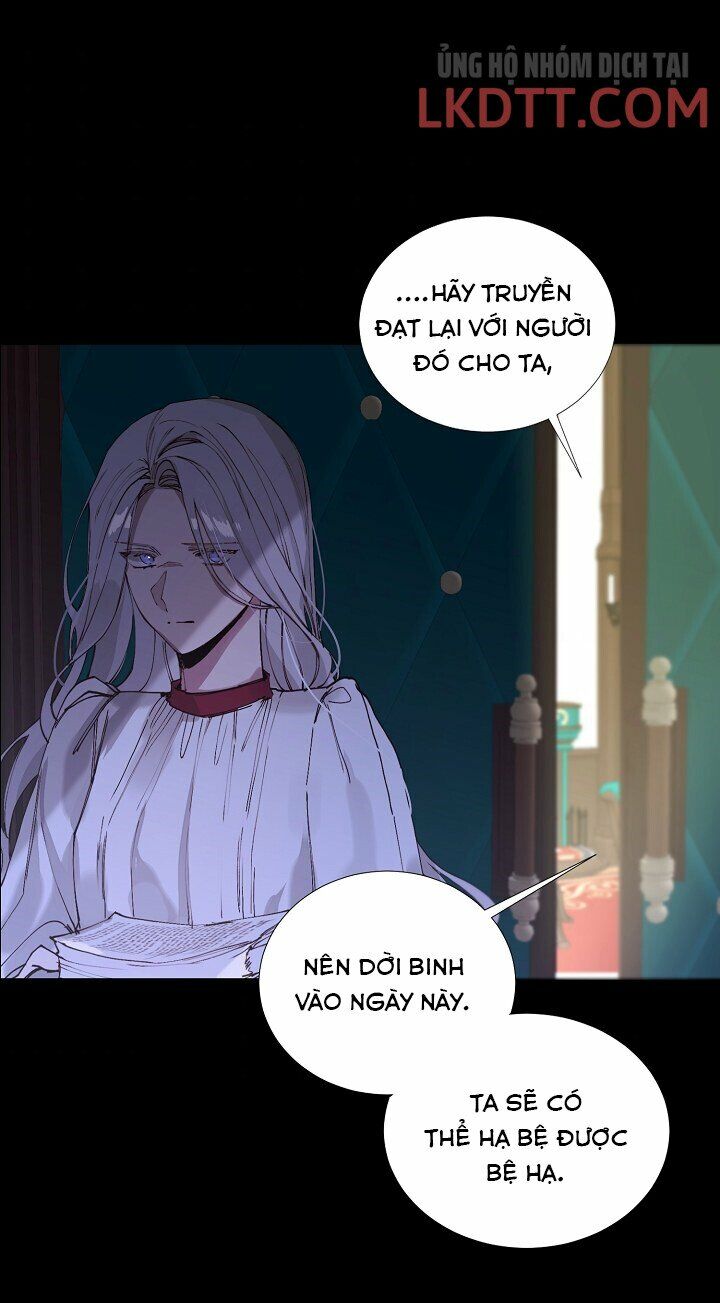 ỦNG HỘ NHÓM DỊCH TẠI
LKDTT.COM
....HÃY TRUYỀN
ĐẠT LẠI VỚI NGƯỜI
ĐÓ CHO TA,
NÊN DỜI BINH
VÀO NGÀY NÀY.
TA SẼ CÓ
THỂ HẠ BỆ ĐƯỢC
BỆ HẠ.